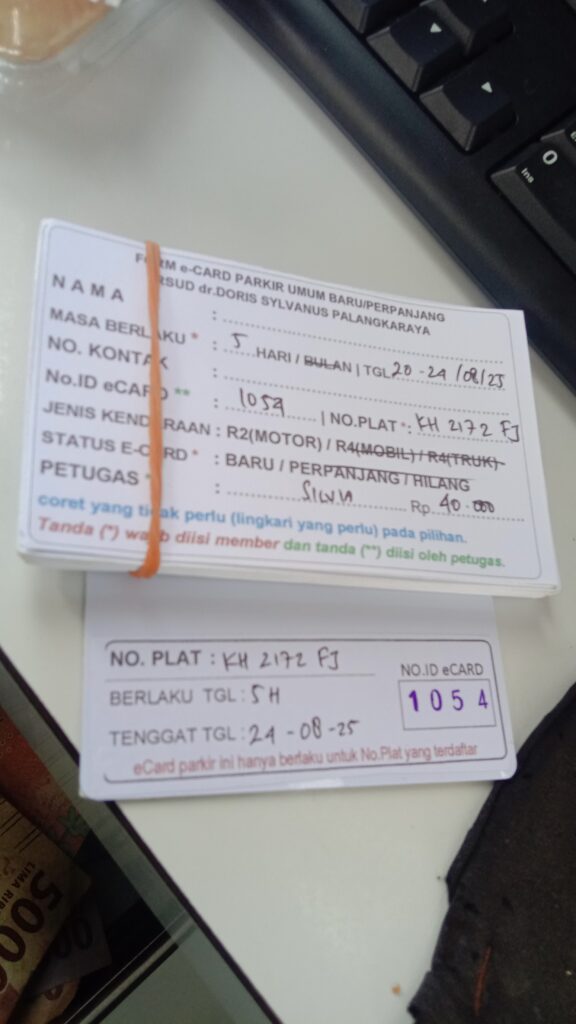 FORM e-CARD PARKIR UMUM BARU/PERPANJANG
RSUD dr.DORIS SYLVANUS PALANGKARAYA
NAMA :
MASA BERLAKU * : 5 HARI / BULAN | TGL 20 - 24 /08/25
NO. KONTAK :
No.ID eCARD ** : 1054 | NO.PLAT * : KH 2172 FJ
JENIS KENDARAAN : R2(MOTOR) / R4(MOBIL) / R4(TRUK)
STATUS E-CARD * : BARU / PERPANJANG / HILANG
PETUGAS : SILVIA Rp. 40.000
coret yang tidak perlu (lingkari yang perlu) pada pilihan.
Tanda (*) wajib diisi member dan tanda (**) diisi oleh petugas.
NO. PLAT : KH 2172 FJ
NO.ID eCARD
BERLAKU TGL : 5H
1054
TENGGAT TGL : 24 - 08 - 25
eCard parkir ini hanya berlaku untuk No.Plat yang terdaftar
Ins
0
LIMA RIB
5000